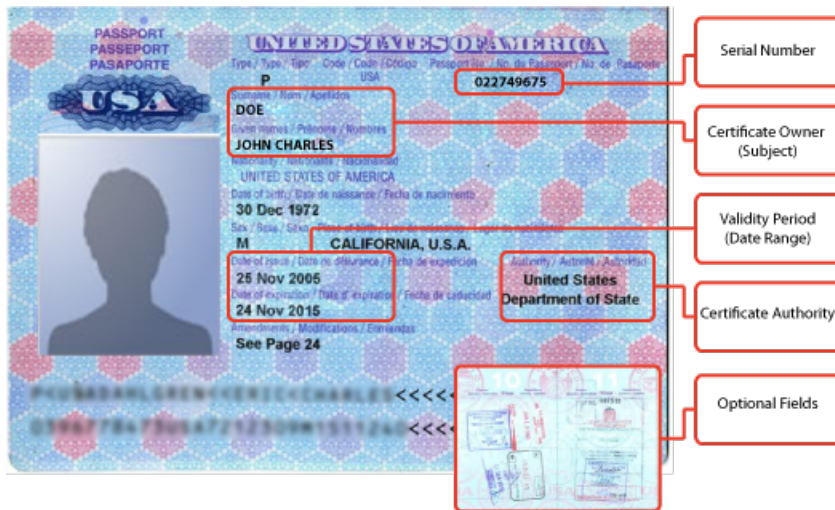 PASSPORT
PASSEPORT
PASAPORTE
USA
UNITED STATES OF AMERICA
Type / Type / Tipo Code / Code / Código Passport No. / No. du Passeport / No. de Pasaporte
P USA 022749675
Surname / Nom / Apellidos
DOE
Given names / Prénoms / Nombres
JOHN CHARLES
Nationality / Nationalité / Nacionalidad
UNITED STATES OF AMERICA
Date of birth / Date de naissance / Fecha de nacimiento
30 Dec 1972
Sex / Sexe / Sexo Place of birth / Lieu de naissance / Lugar de nacimiento
M CALIFORNIA, U.S.A.
Date of issue / Date de délivrance / Fecha de expedición Authority / Autorité / Autoridad
25 Nov 2005 United States
Department of State
Date of expiration / Date d' expiration / Fecha de caducidad
24 Nov 2015
Amendments / Modifications / Enmiendas
See Page 24
<<<<<
10 11
Serial Number
Certificate Owner
(Subject)
Validity Period
(Date Range)
Certificate Authority
Optional Fields